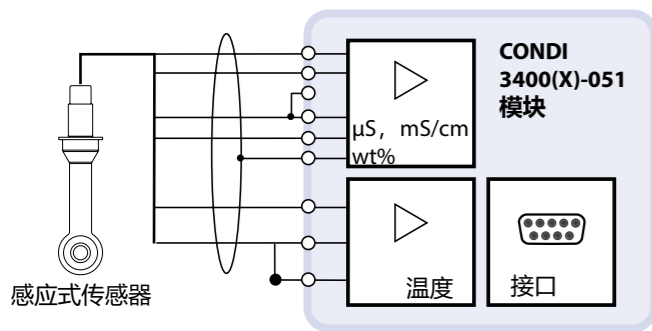 CONDI
3400(X)-051
模块
μS, mS/cm
wt%
感应式传感器
温度
接口